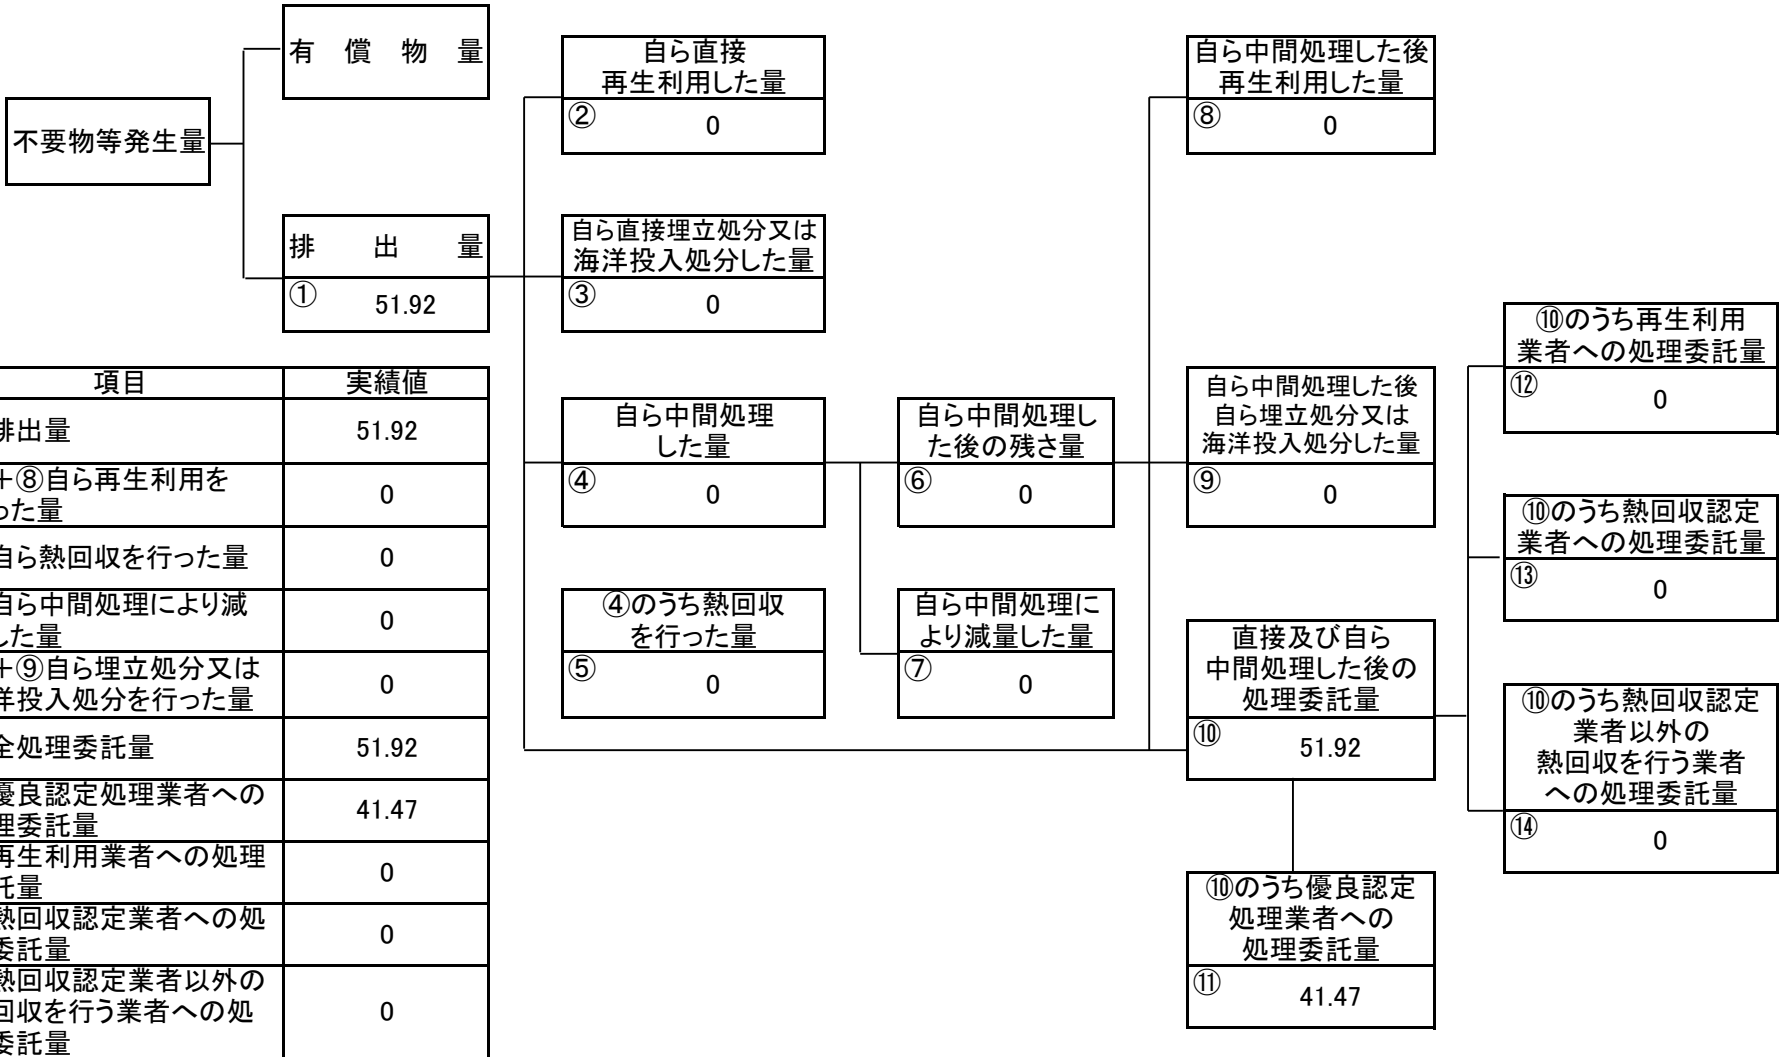 有償物量
不要物等発生量
排出量
① 51.92
自ら直接
再生利用した量
② 0
自ら直接埋立処分又は
海洋投入処分した量
③ 0
自ら中間処理
した量
④ 0
④のうち熱回収
を行った量
⑤ 0
自ら中間処理し
た後の残さ量
⑥ 0
自ら中間処理に
より減量した量
⑦ 0
自ら中間処理した後
再生利用した量
⑧ 0
自ら中間処理した後
自ら埋立処分又は
海洋投入処分した量
⑨ 0
直接及び自ら
中間処理した後の
処理委託量
⑩ 51.92
⑩のうち優良認定
処理業者への
処理委託量
⑪ 41.47
⑩のうち再生利用
業者への処理委託量
⑫ 0
⑩のうち熱回収認定
業者への処理委託量
⑬ 0
⑩のうち熱回収認定
業者以外の
熱回収を行う業者
への処理委託量
⑭ 0
項目 実績値
排出量 51.92
+⑧自ら再生利用を
った量 0
自ら熱回収を行った量 0
自ら中間処理により減
した量 0
+⑨自ら埋立処分又は
洋投入処分を行った量 0
全処理委託量 51.92
優良認定処理業者への
理委託量 41.47
再生利用業者への処理
託量 0
熱回収認定業者への処
委託量 0
熱回収認定業者以外の
回収を行う業者への処
委託量 0